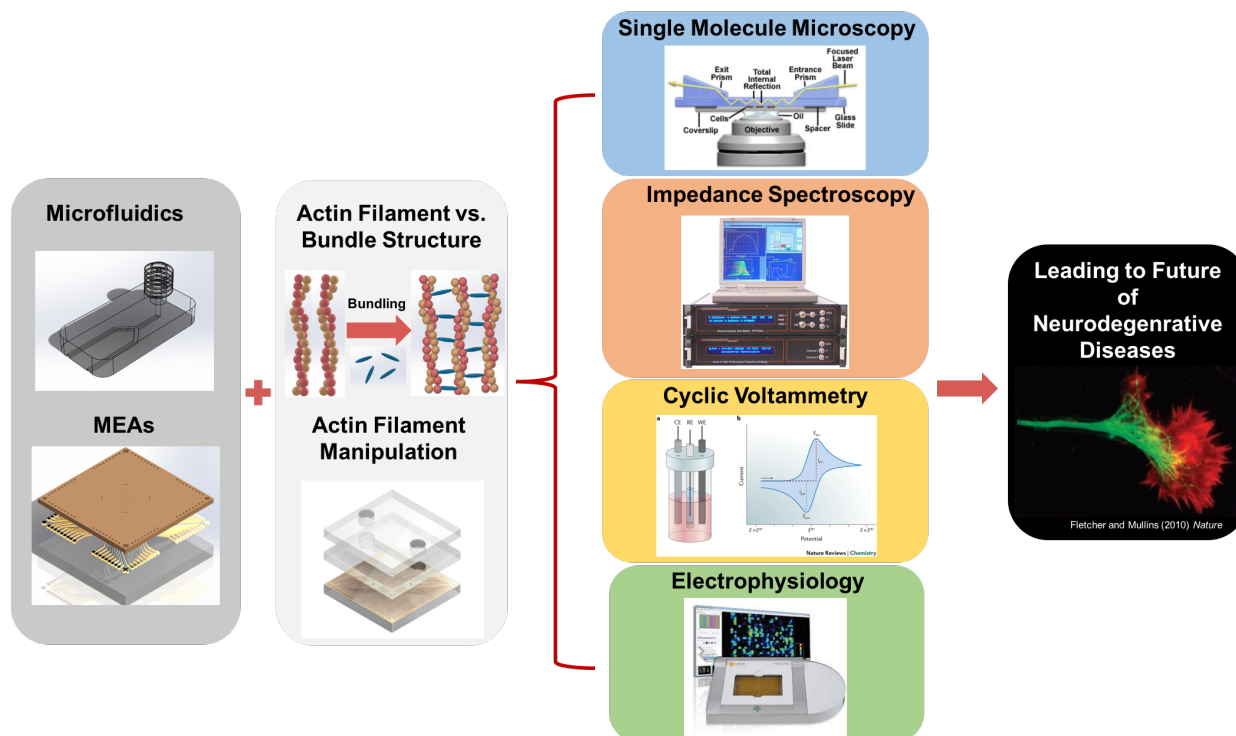 Microfluidics
MEAs
Actin Filament vs.
Bundle Structure
Bundling
Actin Filament
Manipulation
Single Molecule Microscopy
Exit
Prism
Total
Internal
Reflection
Entrance
Prism
Focused
Laser
Beam
Cells
Coverslip
Oil
Objective
Spacer
Glass
Slide
Impedance Spectroscopy
Cyclic Voltammetry
a
CE RE WE
b
Current
Potential
Nature Reviews | Chemistry
Electrophysiology
Leading to Future
of
Neurodegenrative
Diseases
Fletcher and Mullins (2010) Nature